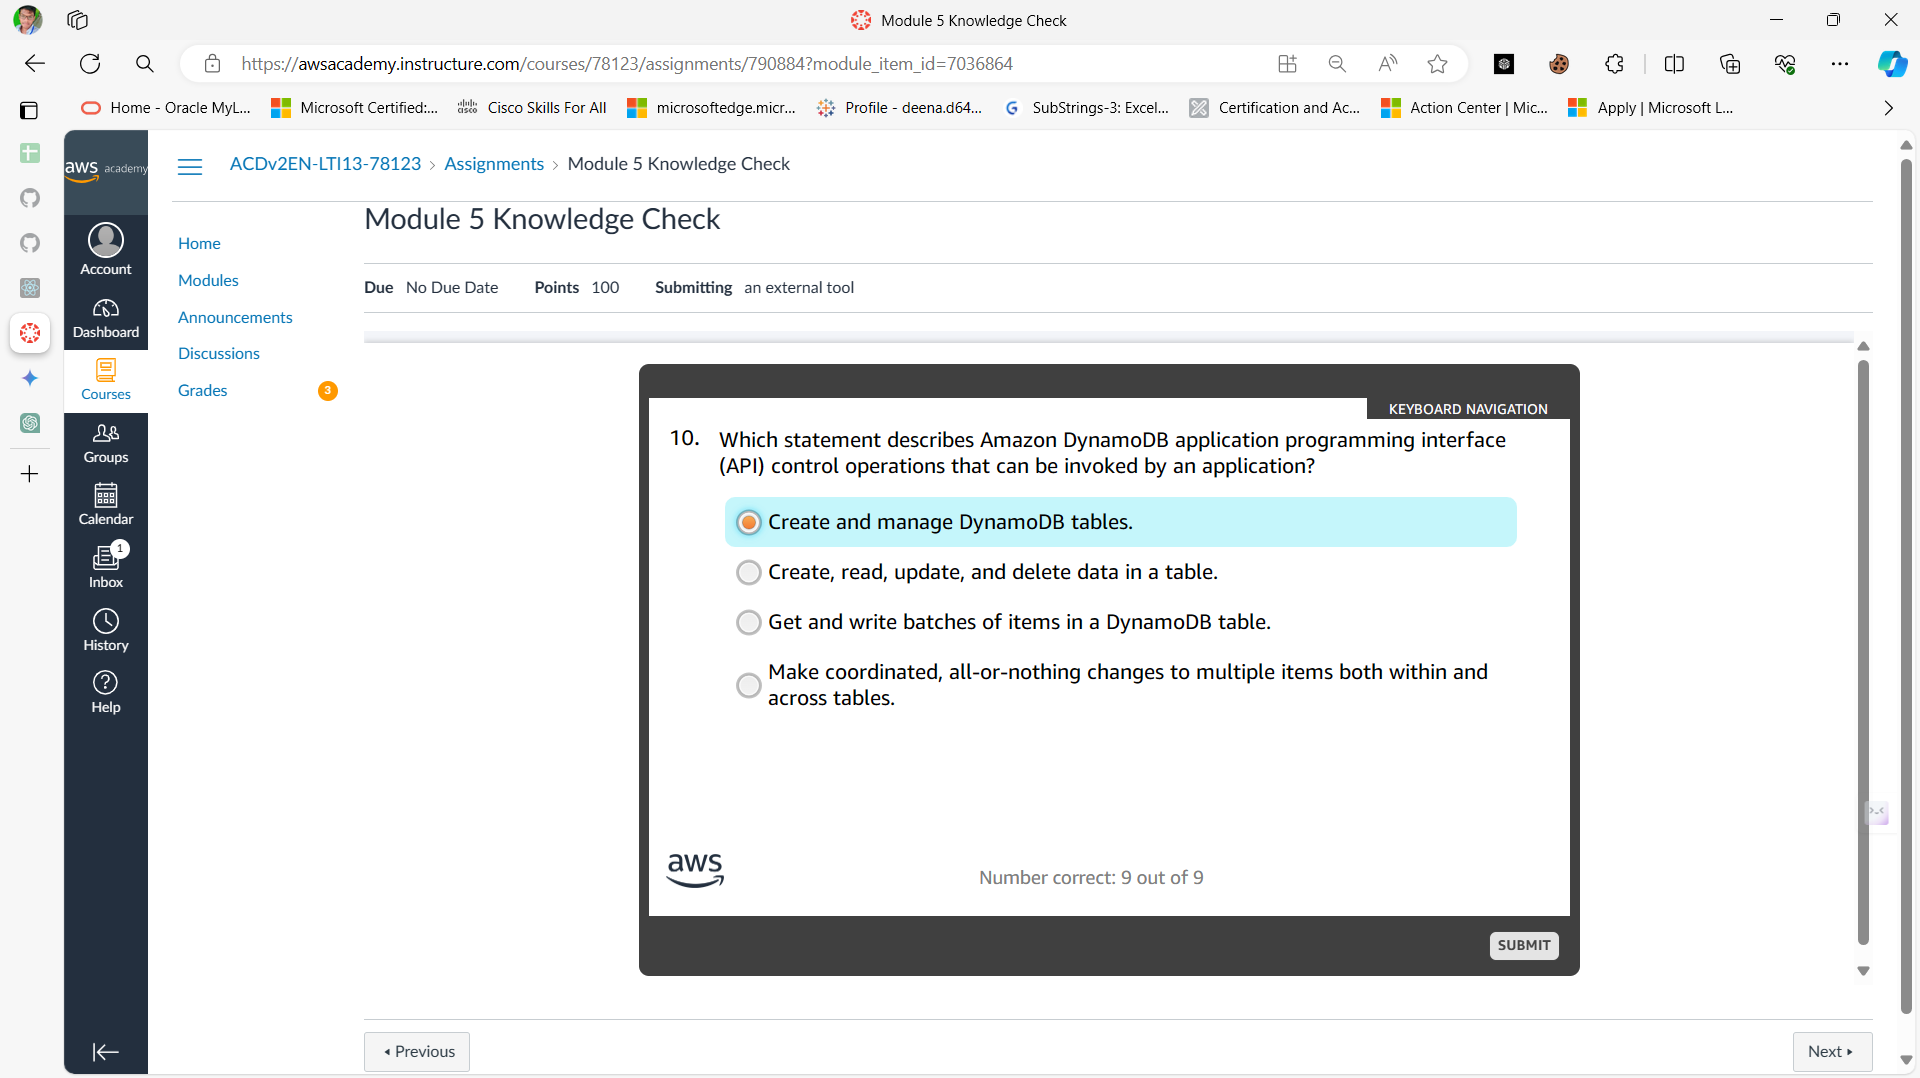 Module 5 Knowledge Check
https://awsacademy.instructure.com/courses/78123/assignments/790884?module_item_id=7036864
Home - Oracle MyL...
Microsoft Certified:...
Cisco Skills For All
microsoftedge.micr...
Profile - deena.d64...
SubStrings-3: Excel...
Certification and Ac...
Action Center | Mic...
Apply | Microsoft L...
aws academy
ACDv2EN-LTI13-78123 › Assignments › Module 5 Knowledge Check
Account
Dashboard
Courses
Groups
Calendar
1
Inbox
History
Help
Home
Modules
Announcements
Discussions
Grades 3
Module 5 Knowledge Check
Due No Due Date Points 100 Submitting an external tool
KEYBOARD NAVIGATION
10. Which statement describes Amazon DynamoDB application programming interface
(API) control operations that can be invoked by an application?
Create and manage DynamoDB tables.
Create, read, update, and delete data in a table.
Get and write batches of items in a DynamoDB table.
Make coordinated, all-or-nothing changes to multiple items both within and
across tables.
aws
Number correct: 9 out of 9
SUBMIT
Previous
Next